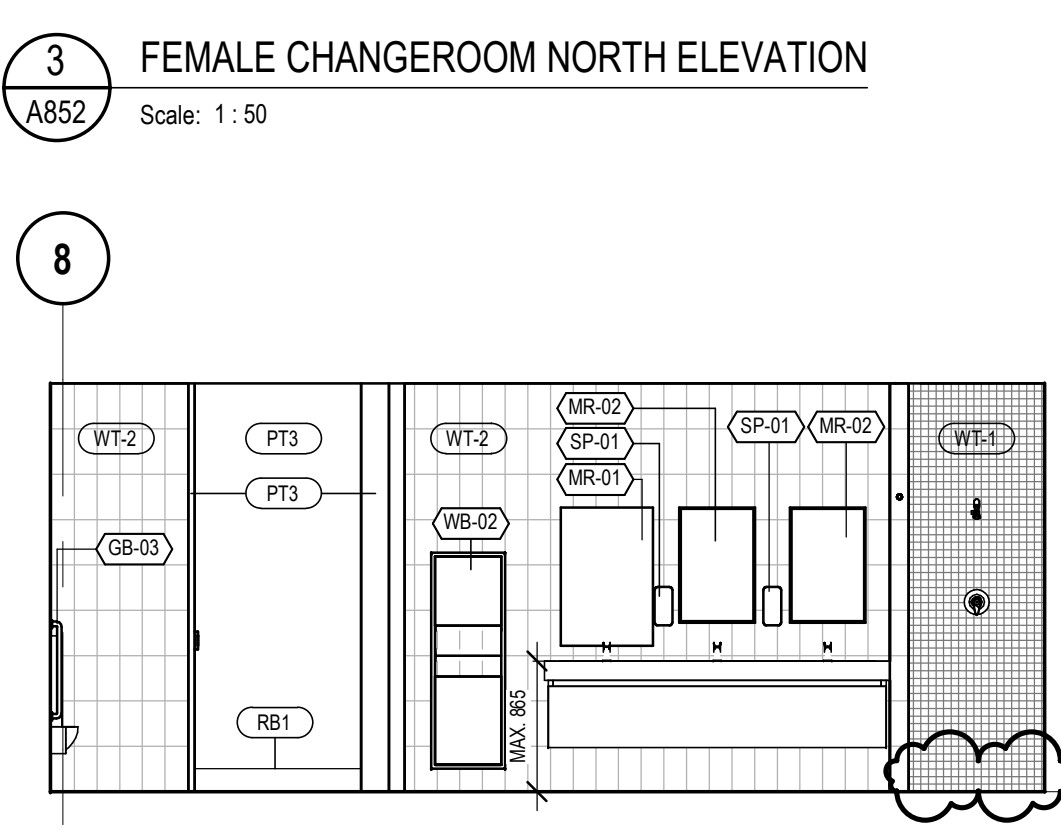 3
FEMALE CHANGEROOM NORTH ELEVATION
A852
Scale: 1 : 50
8
MR-02
WT-2
PT3
WT-2
SP-01
SP-01
MR-02
WT-1
MR-01
PT3
WB-02
GB-03
RB1
MAX. 865